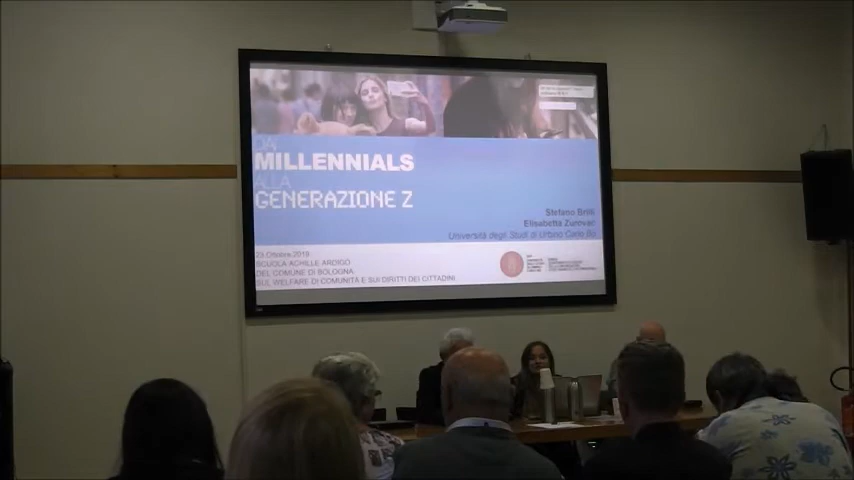 DAI
MILLENNIALS
ALLA
GENERAZIONE Z
Stefano Brilli
Elisabetta Zurovac
Università degli Studi di Urbino Carlo Bo
23 Ottobre 2019
SCUOLA ACHILLE ARDIGÒ
DEL COMUNE DI BOLOGNA
SUL WELFARE DI COMUNITÀ E SUI DIRITTI DEI CITTADINI